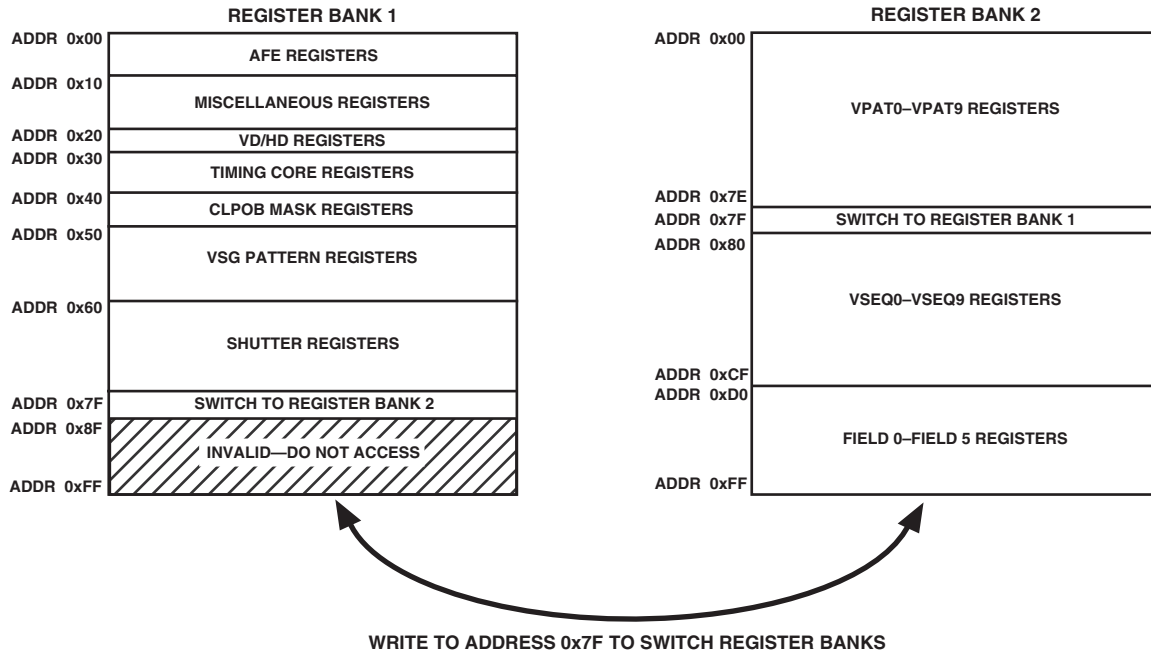 REGISTER BANK 1
ADDR 0x00
AFE REGISTERS
ADDR 0x10
MISCELLANEOUS REGISTERS
ADDR 0x20
VD/HD REGISTERS
ADDR 0x30
TIMING CORE REGISTERS
ADDR 0x40
CLPOB MASK REGISTERS
ADDR 0x50
VSG PATTERN REGISTERS
ADDR 0x60
SHUTTER REGISTERS
ADDR 0x7F
SWITCH TO REGISTER BANK 2
ADDR 0x8F
INVALID—DO NOT ACCESS
ADDR 0xFF
REGISTER BANK 2
ADDR 0x00
VPAT0–VPAT9 REGISTERS
ADDR 0x7E
ADDR 0x7F
SWITCH TO REGISTER BANK 1
ADDR 0x80
VSEQ0–VSEQ9 REGISTERS
ADDR 0xCF
ADDR 0xD0
FIELD 0–FIELD 5 REGISTERS
ADDR 0xFF
WRITE TO ADDRESS 0x7F TO SWITCH REGISTER BANKS